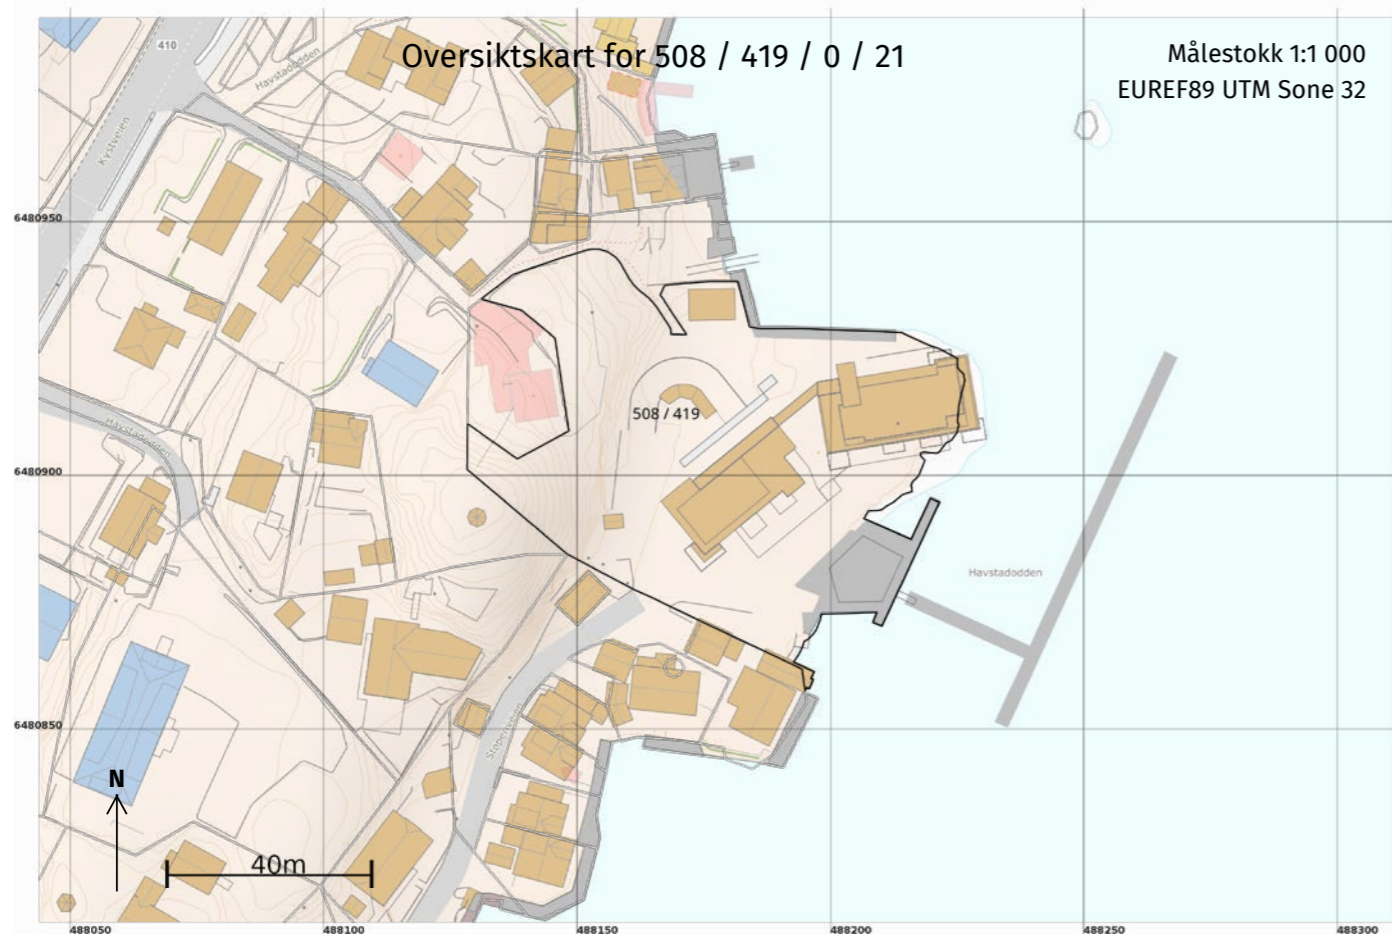 410
Oversiktskart for 508 / 419 / 0 / 21
Målestokk 1:1 000
EUREF89 UTM Sone 32
Havstadodden
Kystveien
6480950
508 / 419
Havstadodden
6480900
Havstadodden
Støperiveien
6480850
N
40m
488050
488100
488150
488200
488250
488300